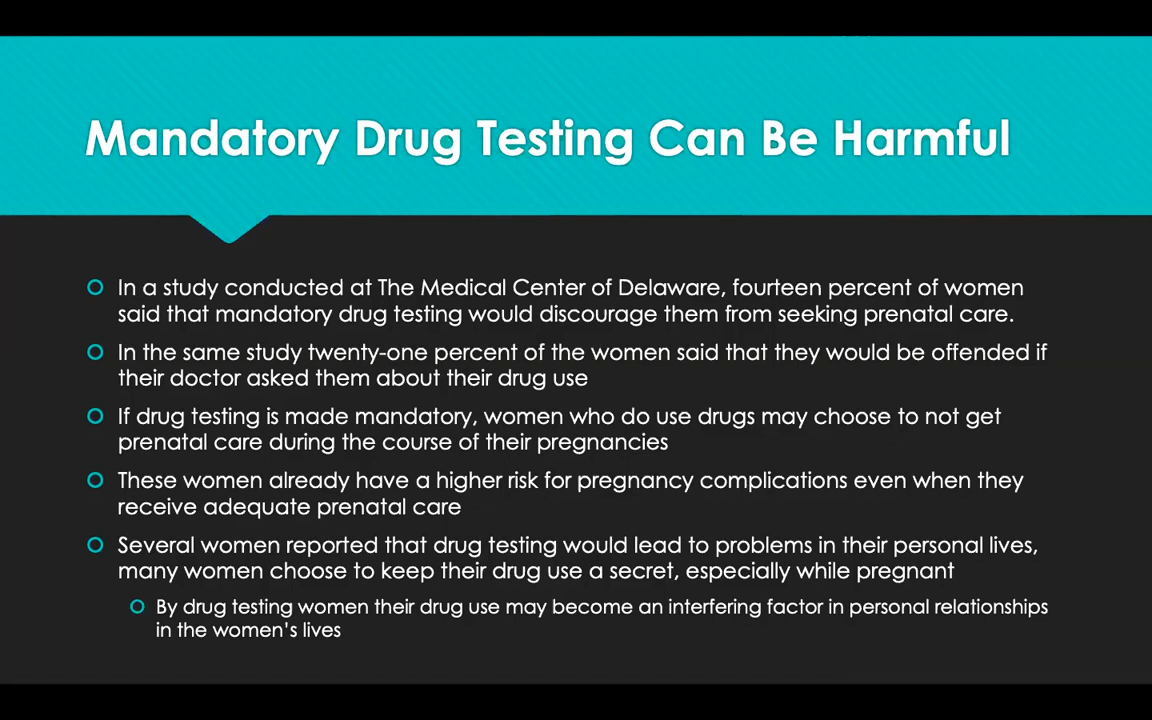 Mandatory Drug Testing Can Be Harmful
In a study conducted at The Medical Center of Delaware, fourteen percent of women
said that mandatory drug testing would discourage them from seeking prenatal care.
In the same study twenty-one percent of the women said that they would be offended if
their doctor asked them about their drug use
If drug testing is made mandatory, women who do use drugs may choose to not get
prenatal care during the course of their pregnancies
These women already have a higher risk for pregnancy complications even when they
receive adequate prenatal care
Several women reported that drug testing would lead to problems in their personal lives,
many women choose to keep their drug use a secret, especially while pregnant
By drug testing women their drug use may become an interfering factor in personal relationships
in the women's lives